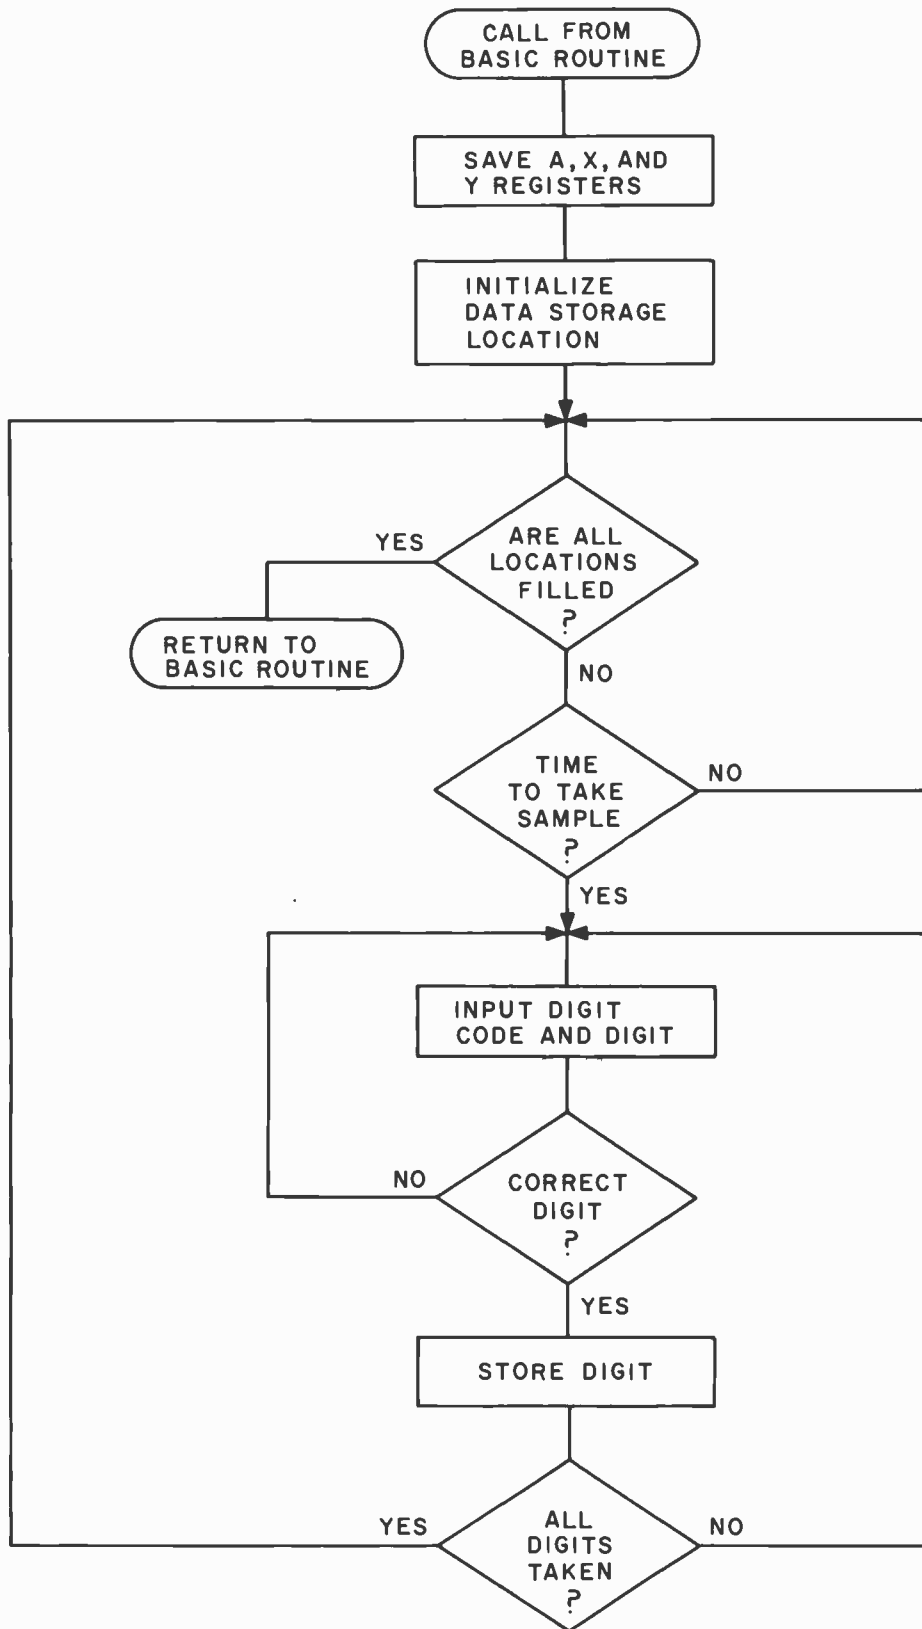 CALL FROM
BASIC ROUTINE
SAVE A, X, AND
Y REGISTERS
INITIALIZE
DATA STORAGE
LOCATION
YES
ARE ALL
LOCATIONS
FILLED
?
RETURN TO
BASIC ROUTINE
NO
TIME
TO TAKE
SAMPLE
?
NO
YES
INPUT DIGIT
CODE AND DIGIT
NO
CORRECT
DIGIT
?
YES
STORE DIGIT
YES
ALL
DIGITS
TAKEN
?
NO